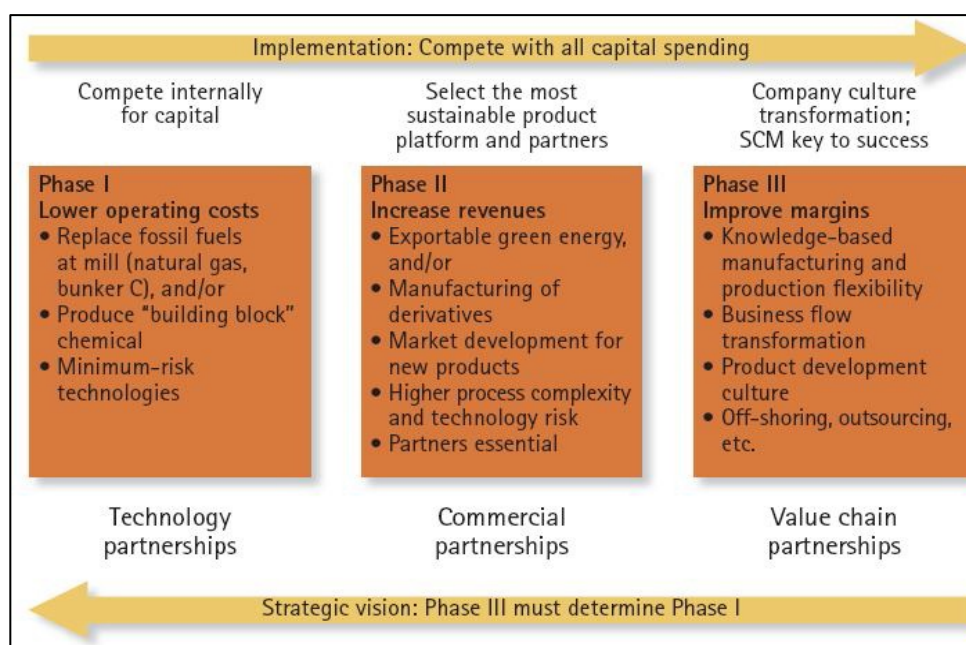 Implementation: Compete with all capital spending
Compete internally
for capital
Select the most
sustainable product
platform and partners
Company culture
transformation;
SCM key to success
Phase I
Lower operating costs
• Replace fossil fuels
at mill (natural gas,
bunker C), and/or
• Produce “building block”
chemical
• Minimum-risk
technologies
Phase II
Increase revenues
• Exportable green energy,
and/or
• Manufacturing of
derivatives
• Market development for
new products
• Higher process complexity
and technology risk
• Partners essential
Phase III
Improve margins
• Knowledge-based
manufacturing and
production flexibility
• Business flow
transformation
• Product development
culture
• Off-shoring, outsourcing,
etc.
Technology
partnerships
Commercial
partnerships
Value chain
partnerships
Strategic vision: Phase III must determine Phase I